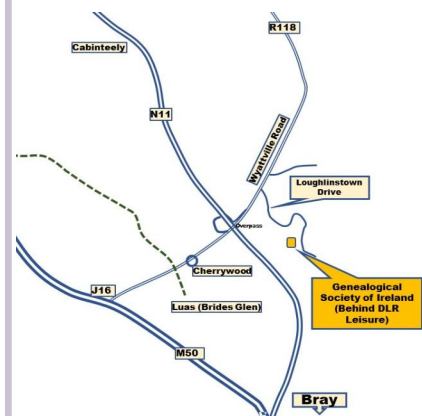 R118
Cabinteely
N11
Wyattville Road
Loughlinstown
Drive
Overpass
Cherrywood
Genealogical
Society of Ireland
(Behind DLR
Leisure)
J16
Luas (Brides Glen)
M50
Bray